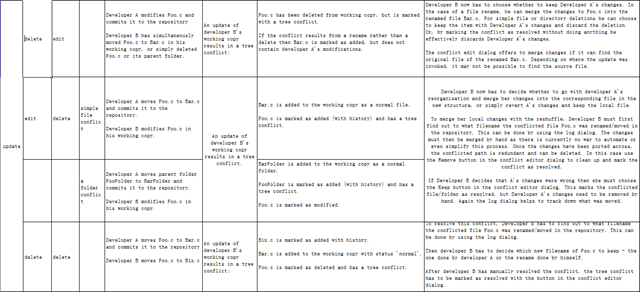 delete
edit
Developer A modifies Foo.c and
commits it to the repository
Developer B has simultaneously
moved Foo.c to Bar.c in his
working copy, or simply deleted
Foo.c or its parent folder.
An update of
developer B's
working copy
results in a tree
conflict:
Foo.c has been deleted from working copy, but is marked
with a tree conflict.
If the conflict results from a rename rather than a
delete then Bar.c is marked as added, but does not
contain developer A's modifications.
Developer B now has to choose whether to keep Developer A's
changes. In the case of a file rename, he can merge the
changes to Foo.c into the renamed file Bar.c. For simple
file or directory deletions he can choose to keep the item
with Developer A's changes and discard the deletion.
Or, by marking the conflict as resolved without doing anything he
effectively discards Developer A's changes.
The conflict edit dialog offers to merge changes if it can find the
original file of the renamed Bar.c. Depending on where the update was
invoked, it may not be possible to find the source file.
update
edit
delete
simple
file
conflic
t
Developer A moves Foo.c to Bar.c
and commits it to the
repository.
Developer B modifies Foo.c in
his working copy.
An update of
developer B's
working copy
results in a tree
conflict:
Bar.c is added to the working copy as a normal file.
Foo.c is marked as added (with history) and has a tree
conflict.
Developer B now has to decide whether to go with developer A's
reorganisation and merge her changes into the corresponding file in
the new structure, or simply revert A's changes and keep the local file.
To merge her local changes with the reshuffle, Developer B must first
find out to what filename the conflicted file Foo.c was renamed/moved in
the repository. This can be done by using the log dialog. The changes
must then be merged by hand as there is currently no way to automate or
even simplify this process. Once the changes have been ported across,
the conflicted path is redundant and can be deleted. In this case use
the Remove button in the conflict editor dialog to clean up and mark the
conflict as resolved.
If Developer B decides that A's changes were wrong then she must choose
the Keep button in the conflict editor dialog. This marks the conflicted
file/folder as resolved, but Developer A's changes need to be removed by
hand. Again the log dialog helps to track down what was moved.
a
folder
conflic
t
Developer A moves parent folder
FooFolder to BarFolder and
commits it to the repository.
Developer B modifies Foo.c in
his working copy.
BarFolder is added to the working copy as a normal
folder.
FooFolder is marked as added (with history) and has a
tree conflict.
Foo.c is marked as modified.
delete
delete
Developer A moves Foo.c to Bar.c
and commits it to the repository
Developer B moves Foo.c to Bix.c
An update of
developer B's
working copy
results in a tree
conflict:
Bix.c is marked as added with history.
Bar.c is added to the working copy with status 'normal'.
Foo.c is marked as deleted and has a tree conflict.
To resolve this conflict, Developer B has to find out to what filename
the conflicted file Foo.c was renamed/moved in the repository. This can
be done by using the log dialog.
Then developer B has to decide which new filename of Foo.c to keep - the
one done by developer A or the rename done by himself.
After developer B has manually resolved the conflict, the tree conflict
has to be marked as resolved with the button in the conflict editor
dialog.